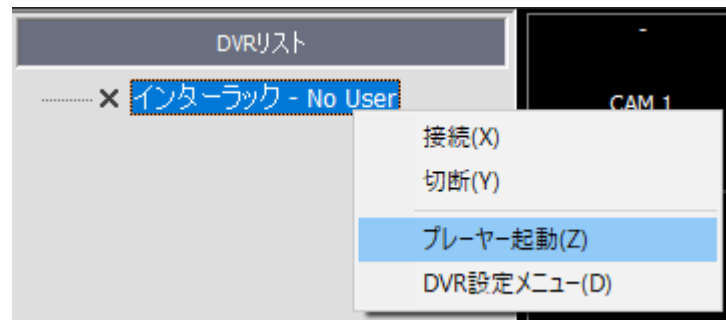 DVRリスト
-
インターラック - No User
CAM 1
接続(X)
切断(Y)
プレーヤー起動(Z)
DVR設定メニュー(D)